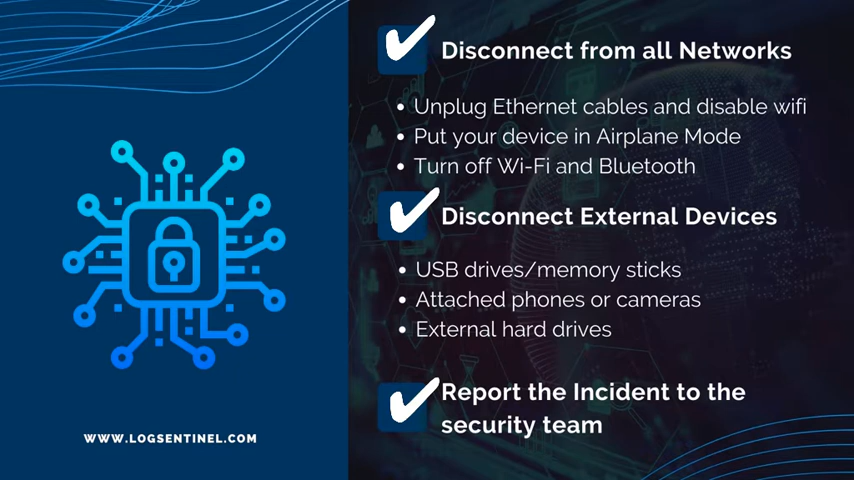 Disconnect from all Networks
• Unplug Ethernet cables and disable wifi
• Put your device in Airplane Mode
• Turn off Wi-Fi and Bluetooth
Disconnect External Devices
• USB drives/memory sticks
• Attached phones or cameras
• External hard drives
Report the Incident to the
security team
WWW.LOGSENTINEL.COM